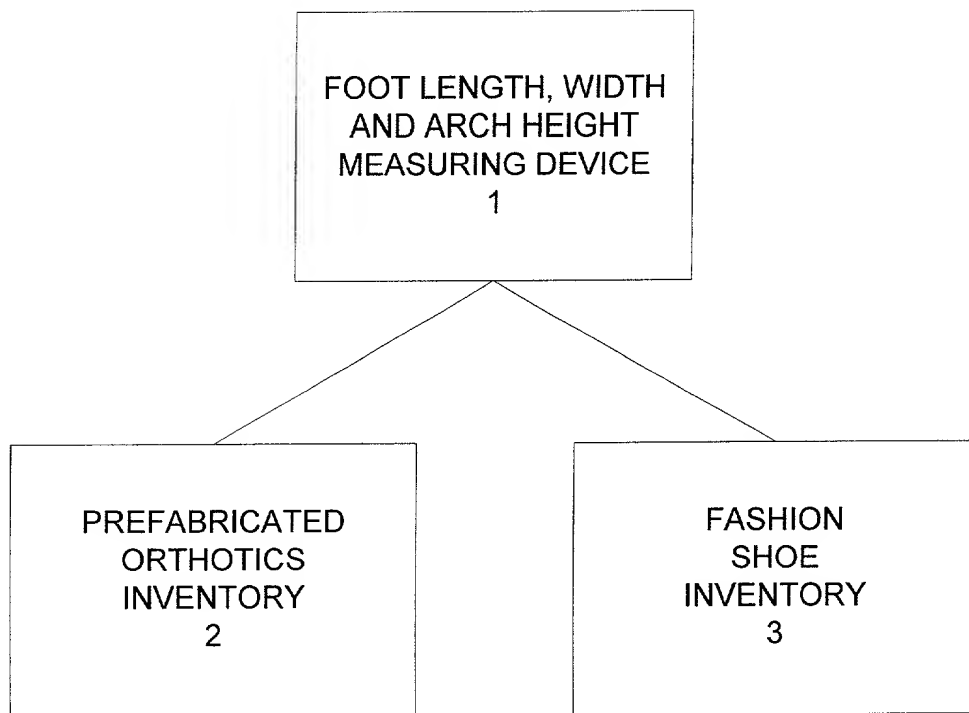 FOOT LENGTH, WIDTH
AND ARCH HEIGHT
MEASURING DEVICE
1
PREFABRICATED
ORTHOTICS
INVENTORY
2
FASHION
SHOE
INVENTORY
3